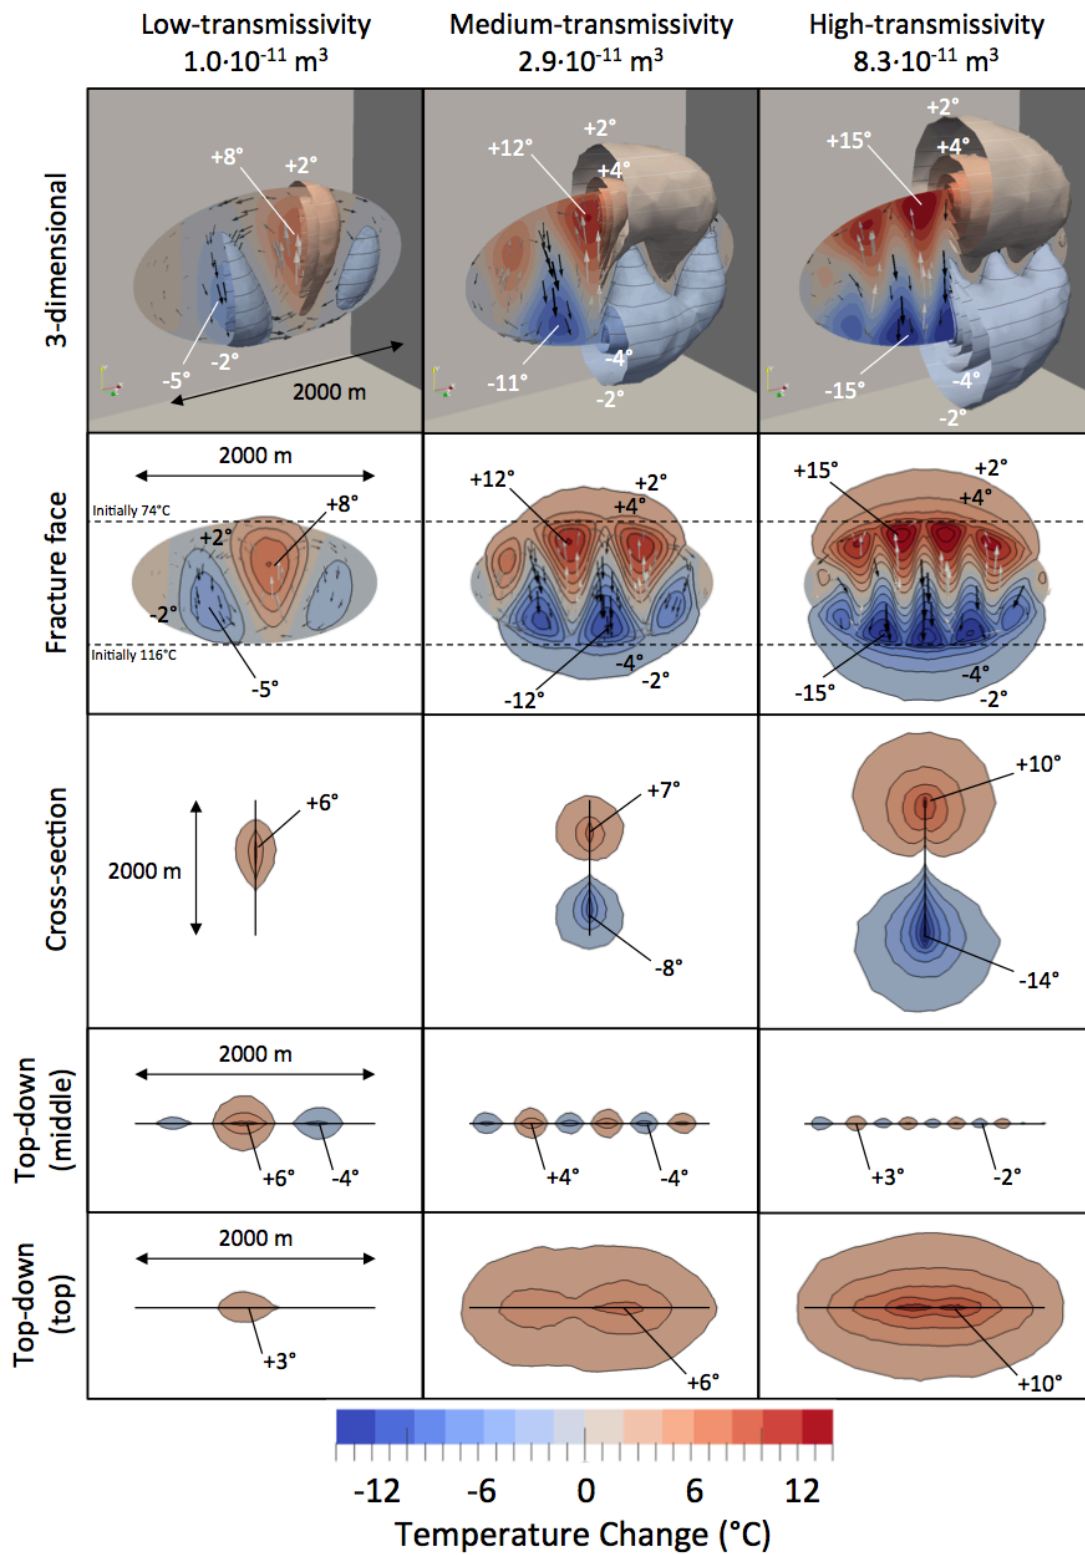 Low-transmissivity
1.0·10⁻¹¹ m³
Medium-transmissivity
2.9·10⁻¹¹ m³
High-transmissivity
8.3·10⁻¹¹ m³
3-dimensional
+8°
+2°
-5°
-2°
2000 m
+12°
+2°
+4°
-11°
-4°
-2°
+2°
+15°
+4°
-15°
-4°
-2°
Fracture face
2000 m
Initially 74°C
+2°
+8°
-2°
Initially 116°C
-5°
+12°
+2°
+4°
-4°
-2°
-12°
+15°
+2°
+4°
-4°
-15°
-2°
Cross-section
2000 m
+6°
+7°
-8°
+10°
-14°
Top-down
(middle)
2000 m
+6°
-4°
+4°
-4°
+3°
-2°
Top-down
(top)
2000 m
+3°
+6°
+10°
-12
-6
0
6
12
Temperature Change (°C)